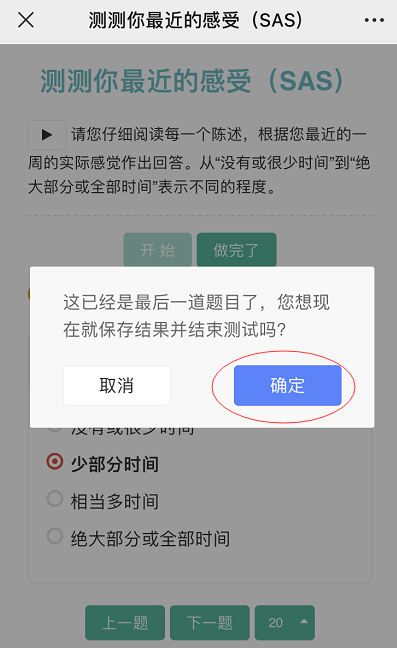 测测你最近的感受（SAS）
测测你最近的感受（SAS）
请您仔细阅读每一个陈述，根据您最近的一
周的实际感觉作出回答。从“没有或很少时间”到“绝
大部分或全部时间”表示不同的程度。
开 始
做完了
这已经是最后一道题目了，您想现
在就保存结果并结束测试吗?
取消
确定
没有或很少时间
少部分时间
相当多时间
绝大部分或全部时间
上一题
下一题
20